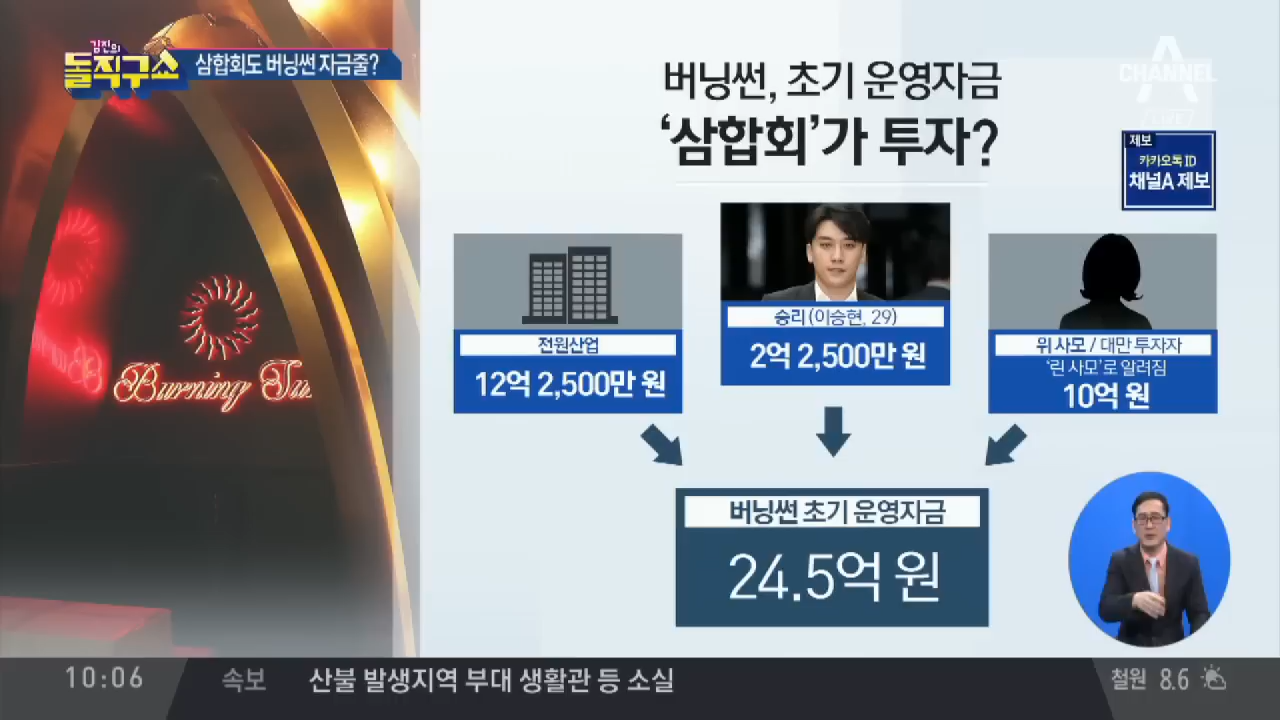 김진의
돌직구쇼
삼합회도 버닝썬 자금줄?
버닝썬, 초기 운영자금
‘삼합회’가 투자?
CHANNEL A
LIVE
제보
카카오톡 ID
채널A 제보
Burning Su
전원산업
12억 2,500만 원
승리 (이승현, 29)
2억 2,500만 원
위 사모 / 대만 투자자
‘린 사모’로 알려짐
10억 원
버닝썬 초기 운영자금
24.5억 원
10:06
속보
산불 발생지역 부대 생활관 등 소실
철원 8.6